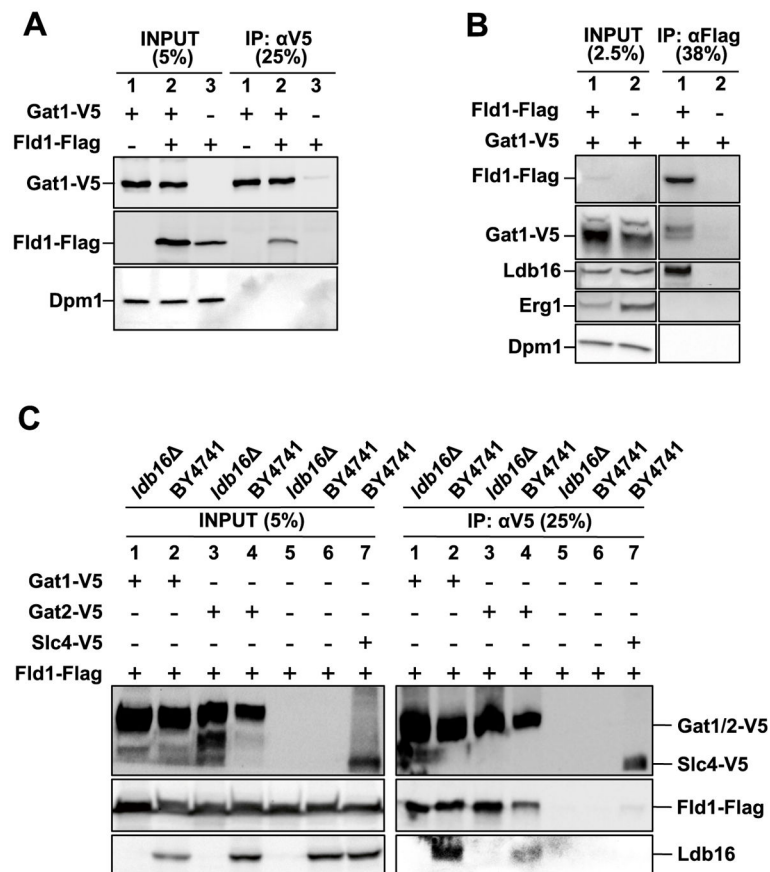 A
INPUT (5%) IP: αV5 (25%)
1 2 3 1 2 3
Gat1-V5 + + - + + -
Fld1-Flag - + + - + +
Gat1-V5
Fld1-Flag
Dpm1
B
INPUT (2.5%) IP: αFlag (38%)
1 2 1 2
Fld1-Flag + - + -
Gat1-V5 + + + +
Fld1-Flag
Gat1-V5
Ldb16
Erg1
Dpm1
C
ldb16Δ BY4741 ldb16Δ BY4741 ldb16Δ BY4741 BY4741 ldb16Δ BY4741 ldb16Δ BY4741 ldb16Δ BY4741 BY4741
INPUT (5%) IP: αV5 (25%)
1 2 3 4 5 6 7 1 2 3 4 5 6 7
Gat1-V5 + + - - - - - + + - - - - -
Gat2-V5 - - + + - - - - - + + - - -
Slc4-V5 - - - - - - + - - - - - - +
Fld1-Flag + + + + + + + + + + + + + +
Gat1/2-V5
Slc4-V5
Fld1-Flag
Ldb16